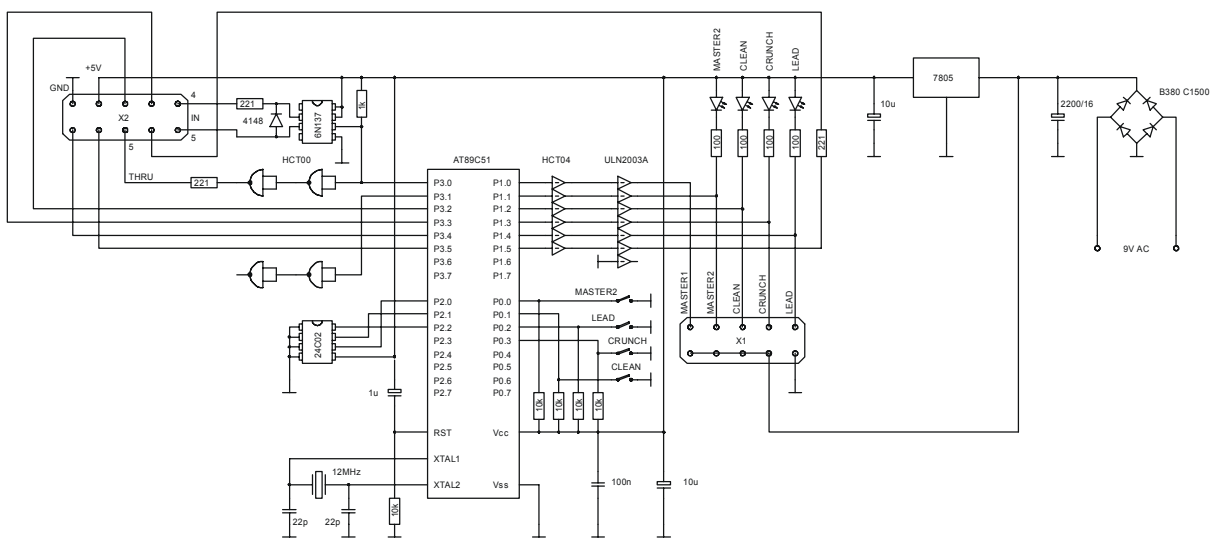 MASTER2
CLEAN
CRUNCH
LEAD
+5V
GND
7805
B380 C1500
4
221
1k
10u
2200/16
X2
IN
4148
6N137
100
100
100
100
221
5
5
HCT00
AT89C51
HCT04
ULN2003A
THRU
221
P3.0
P3.1
P3.2
P3.3
P3.4
P3.5
P3.6
P3.7
P1.0
P1.1
P1.2
P1.3
P1.4
P1.5
P1.6
P1.7
9V AC
P2.0
P2.1
P2.2
P2.3
P2.4
P2.5
P2.6
P2.7
P0.0
P0.1
P0.2
P0.3
P0.4
P0.5
P0.6
P0.7
MASTER2
LEAD
CRUNCH
CLEAN
MASTER1
MASTER2
CLEAN
CRUNCH
LEAD
X1
24C02
1u
10k
10k
10k
10k
RST
Vcc
XTAL1
12MHz
XTAL2
Vss
100n
10u
22p
22p
10k